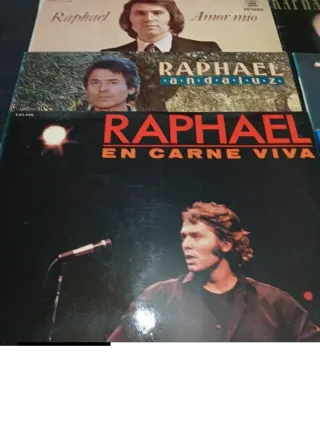 Raphael Amor mío
RAPHAEL
andaluz
RAPHAEL
EN CARNE VIVA